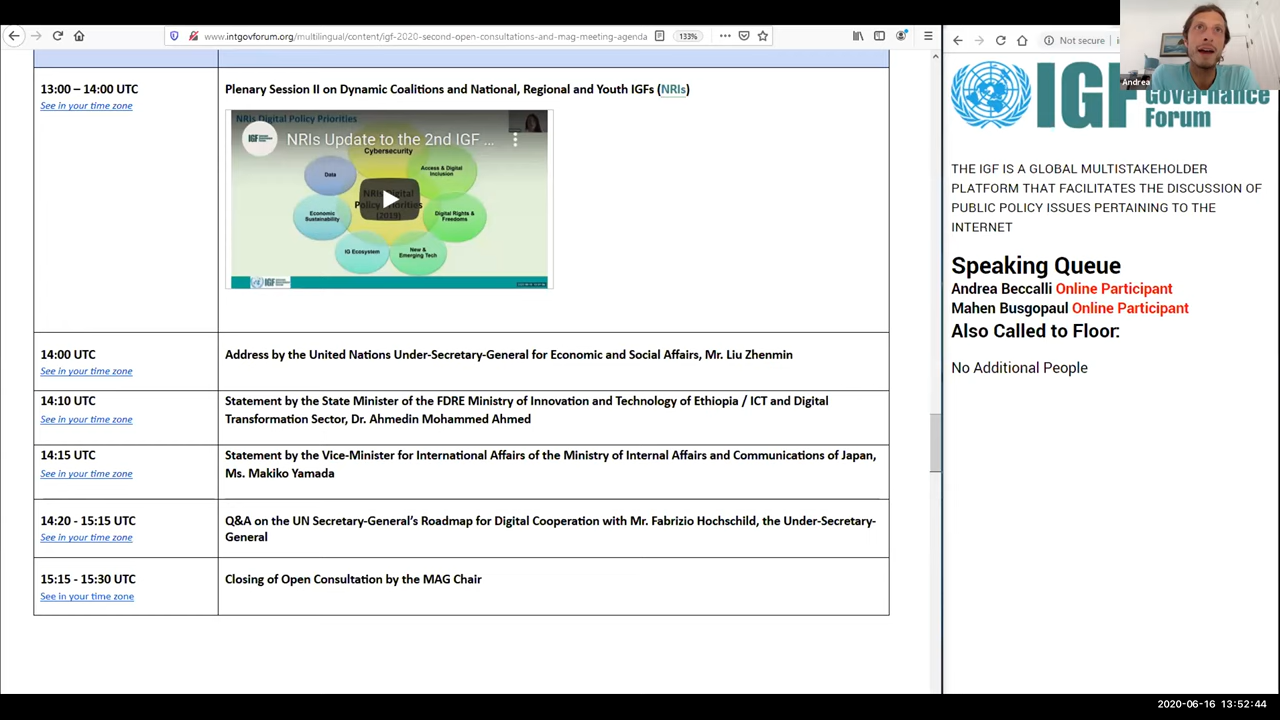 www.intgovforum.org/multilingual/content/igf-2020-second-open-consultations-and-mag-meeting-agenda
133%
13:00 – 14:00 UTC
See in your time zone
Plenary Session II on Dynamic Coalitions and National, Regional and Youth IGFs (NRIs)
NRIs Digital Policy Priorities
IGF
NRIs Update to the 2nd IGF ...
Cybersecurity
Access & Digital
Inclusion
Data
NRIs Digital
Policy Priorities
(2019)
Economic
Sustainability
Digital Rights &
Freedoms
IG Ecosystem
New &
Emerging Tech
IGF
14:00 UTC
See in your time zone
Address by the United Nations Under-Secretary-General for Economic and Social Affairs, Mr. Liu Zhenmin
14:10 UTC
See in your time zone
Statement by the State Minister of the FDRE Ministry of Innovation and Technology of Ethiopia / ICT and Digital
Transformation Sector, Dr. Ahmedin Mohammed Ahmed
14:15 UTC
See in your time zone
Statement by the Vice-Minister for International Affairs of the Ministry of Internal Affairs and Communications of Japan,
Ms. Makiko Yamada
14:20 - 15:15 UTC
See in your time zone
Q&A on the UN Secretary-General's Roadmap for Digital Cooperation with Mr. Fabrizio Hochschild, the Under-Secretary-
General
15:15 - 15:30 UTC
See in your time zone
Closing of Open Consultation by the MAG Chair
Not secure
Andrea
IGF
Governance
Forum
THE IGF IS A GLOBAL MULTISTAKEHOLDER
PLATFORM THAT FACILITATES THE DISCUSSION OF
PUBLIC POLICY ISSUES PERTAINING TO THE
INTERNET
Speaking Queue
Andrea Beccalli Online Participant
Mahen Busgopaul Online Participant
Also Called to Floor:
No Additional People
2020-06-16 13:52:44